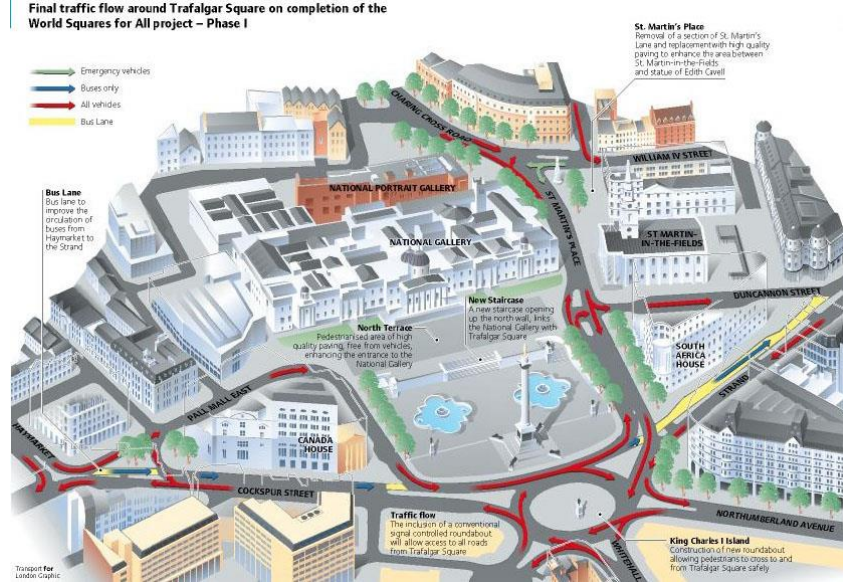 Final traffic flow around Trafalgar Square on completion of the
World Squares for All project – Phase I
Emergency vehicles
Buses only
All vehicles
Bus Lane
St. Martin's Place
Removal of a section of St. Martin's
Lane and replacement with high quality
paving to enhance the area between
St. Martin-in-the-Fields
and statue of Edith Cavell
CHARING CROSS ROAD
WILLIAM IV STREET
Bus Lane
Bus lane to
improve the
circulation of
buses from
Haymarket to
the Strand
NATIONAL PORTRAIT GALLERY
ST MARTIN'S PLACE
NATIONAL GALLERY
ST MARTIN-
IN-THE-FIELDS
DUNCANNON STREET
New Staircase
A new staircase opening
up the north wall, links
the National Gallery with
Trafalgar Square
North Terrace
Pedestrianised area of high
quality paving, free from vehicles,
enhancing the entrance to the
National Gallery
SOUTH
AFRICA
HOUSE
STRAND
PALL MALL EAST
HAYMARKET
CANADA
HOUSE
COCKSPUR STREET
Traffic flow
The inclusion of a conventional
signal controlled roundabout
will allow access to all roads
from Trafalgar Square
NORTHUMBERLAND AVENUE
WHITEHALL
King Charles I Island
Construction of new roundabout
allowing pedestrians to cross to and
from Trafalgar Square safely
Transport for
London Graphic